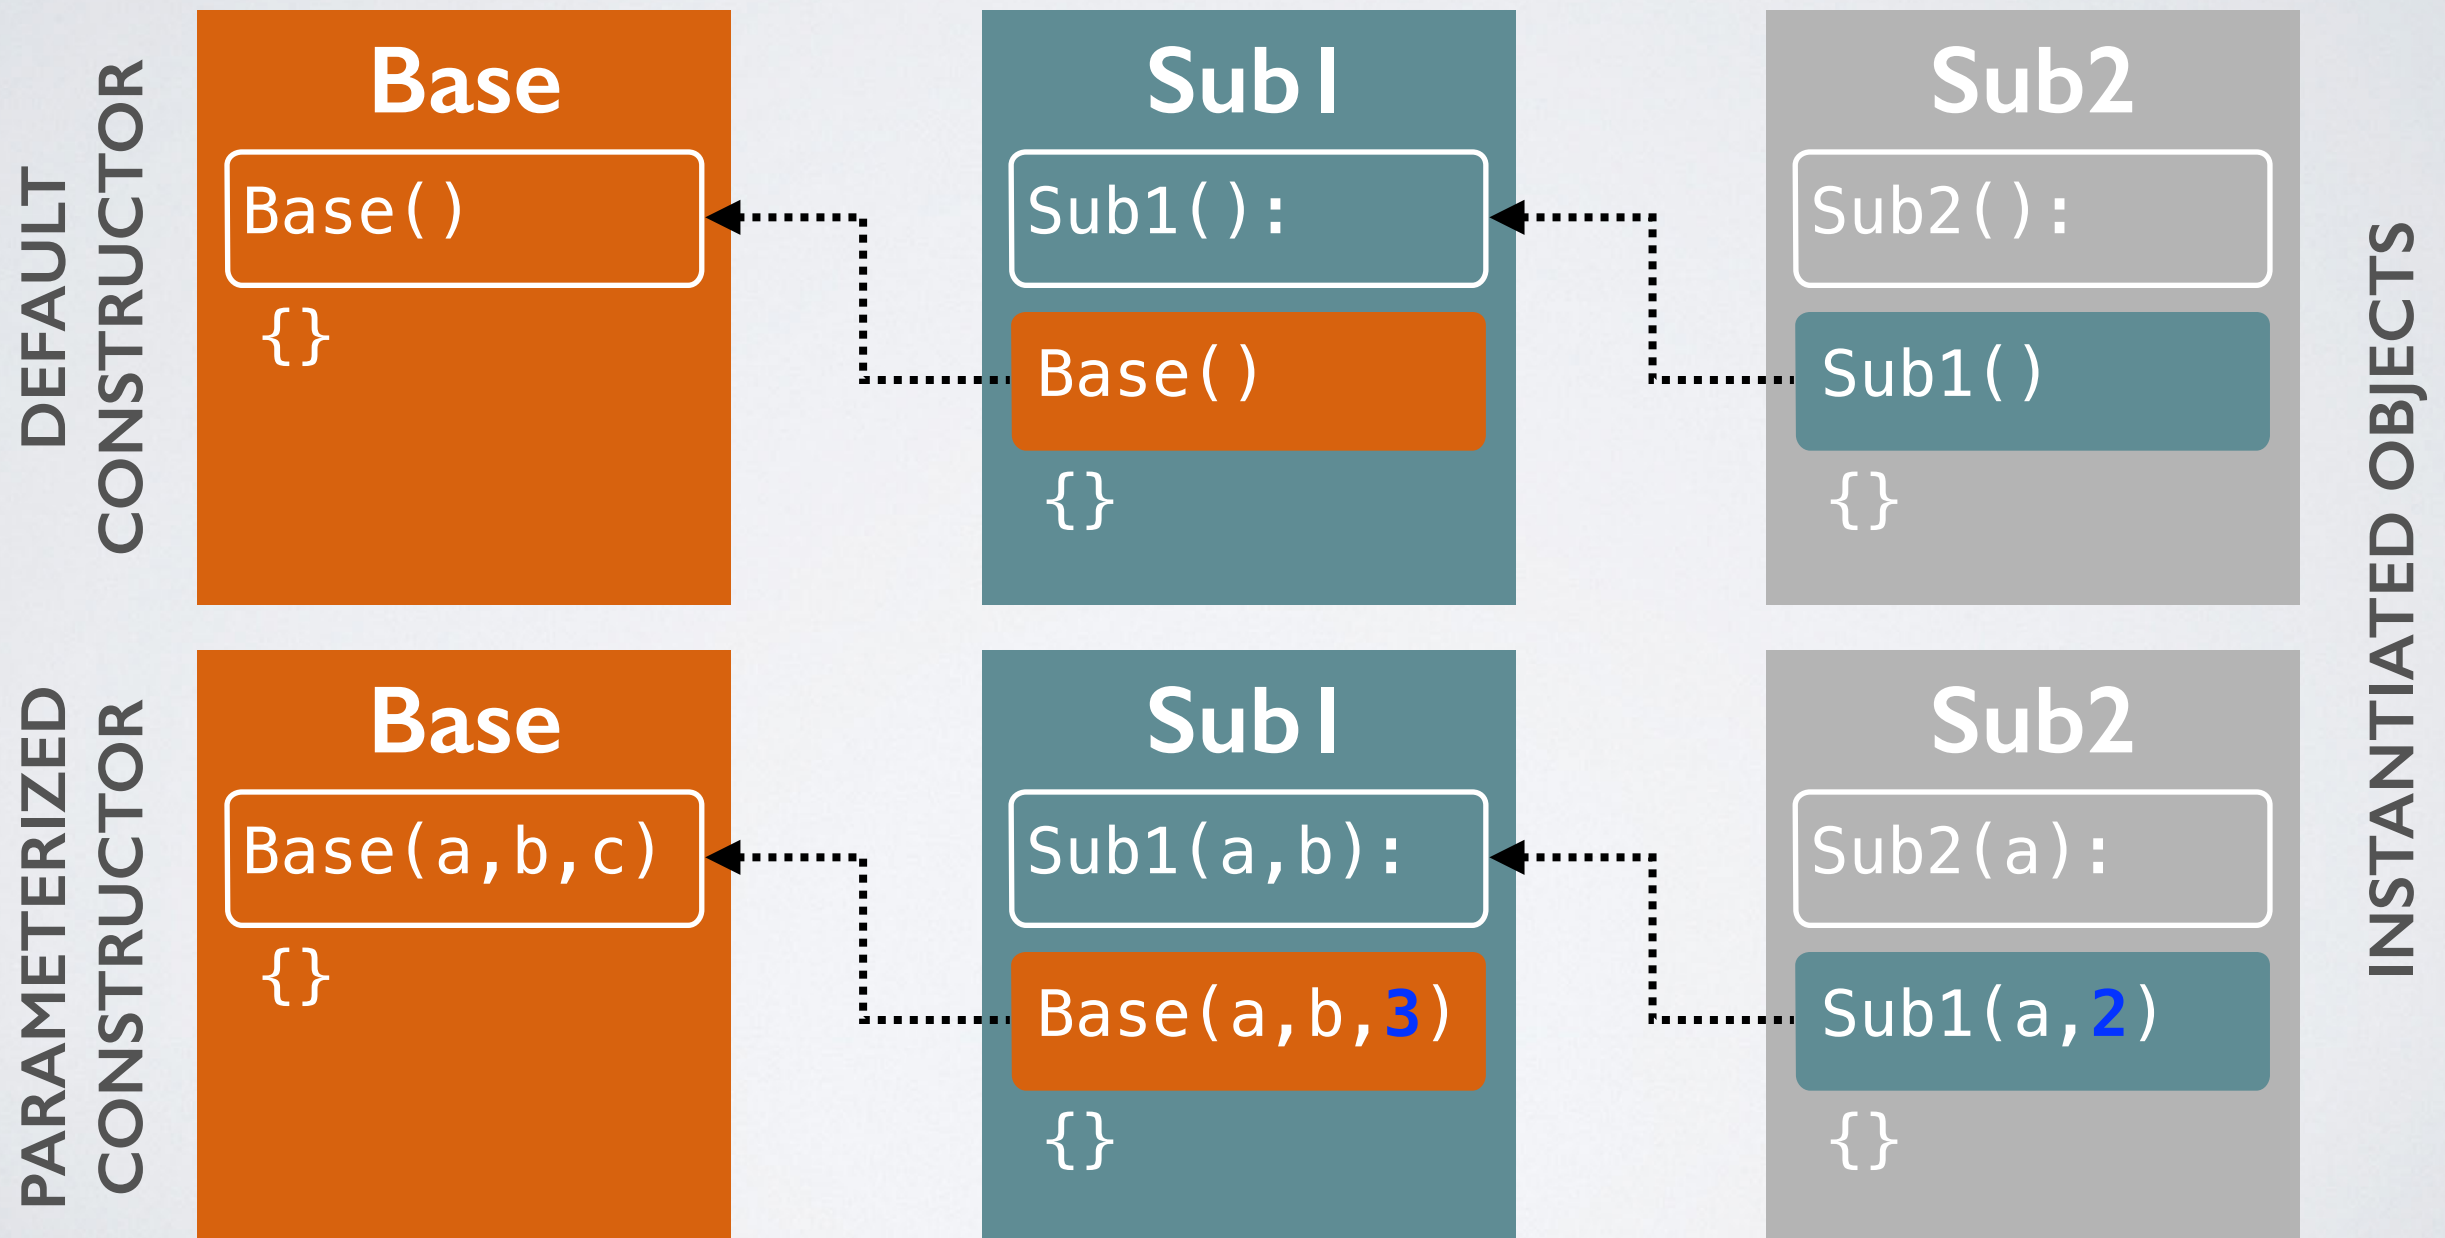 DEFAULT
CONSTRUCTOR
Base
Base()
{}
Sub1
Sub1():
Base()
{}
Sub2
Sub2():
Sub1()
{}
PARAMETERIZED
CONSTRUCTOR
Base
Base(a,b,c)
{}
Sub1
Sub1(a,b):
Base(a,b,3)
{}
Sub2
Sub2(a):
Sub1(a,2)
{}
INSTANTIATED OBJECTS